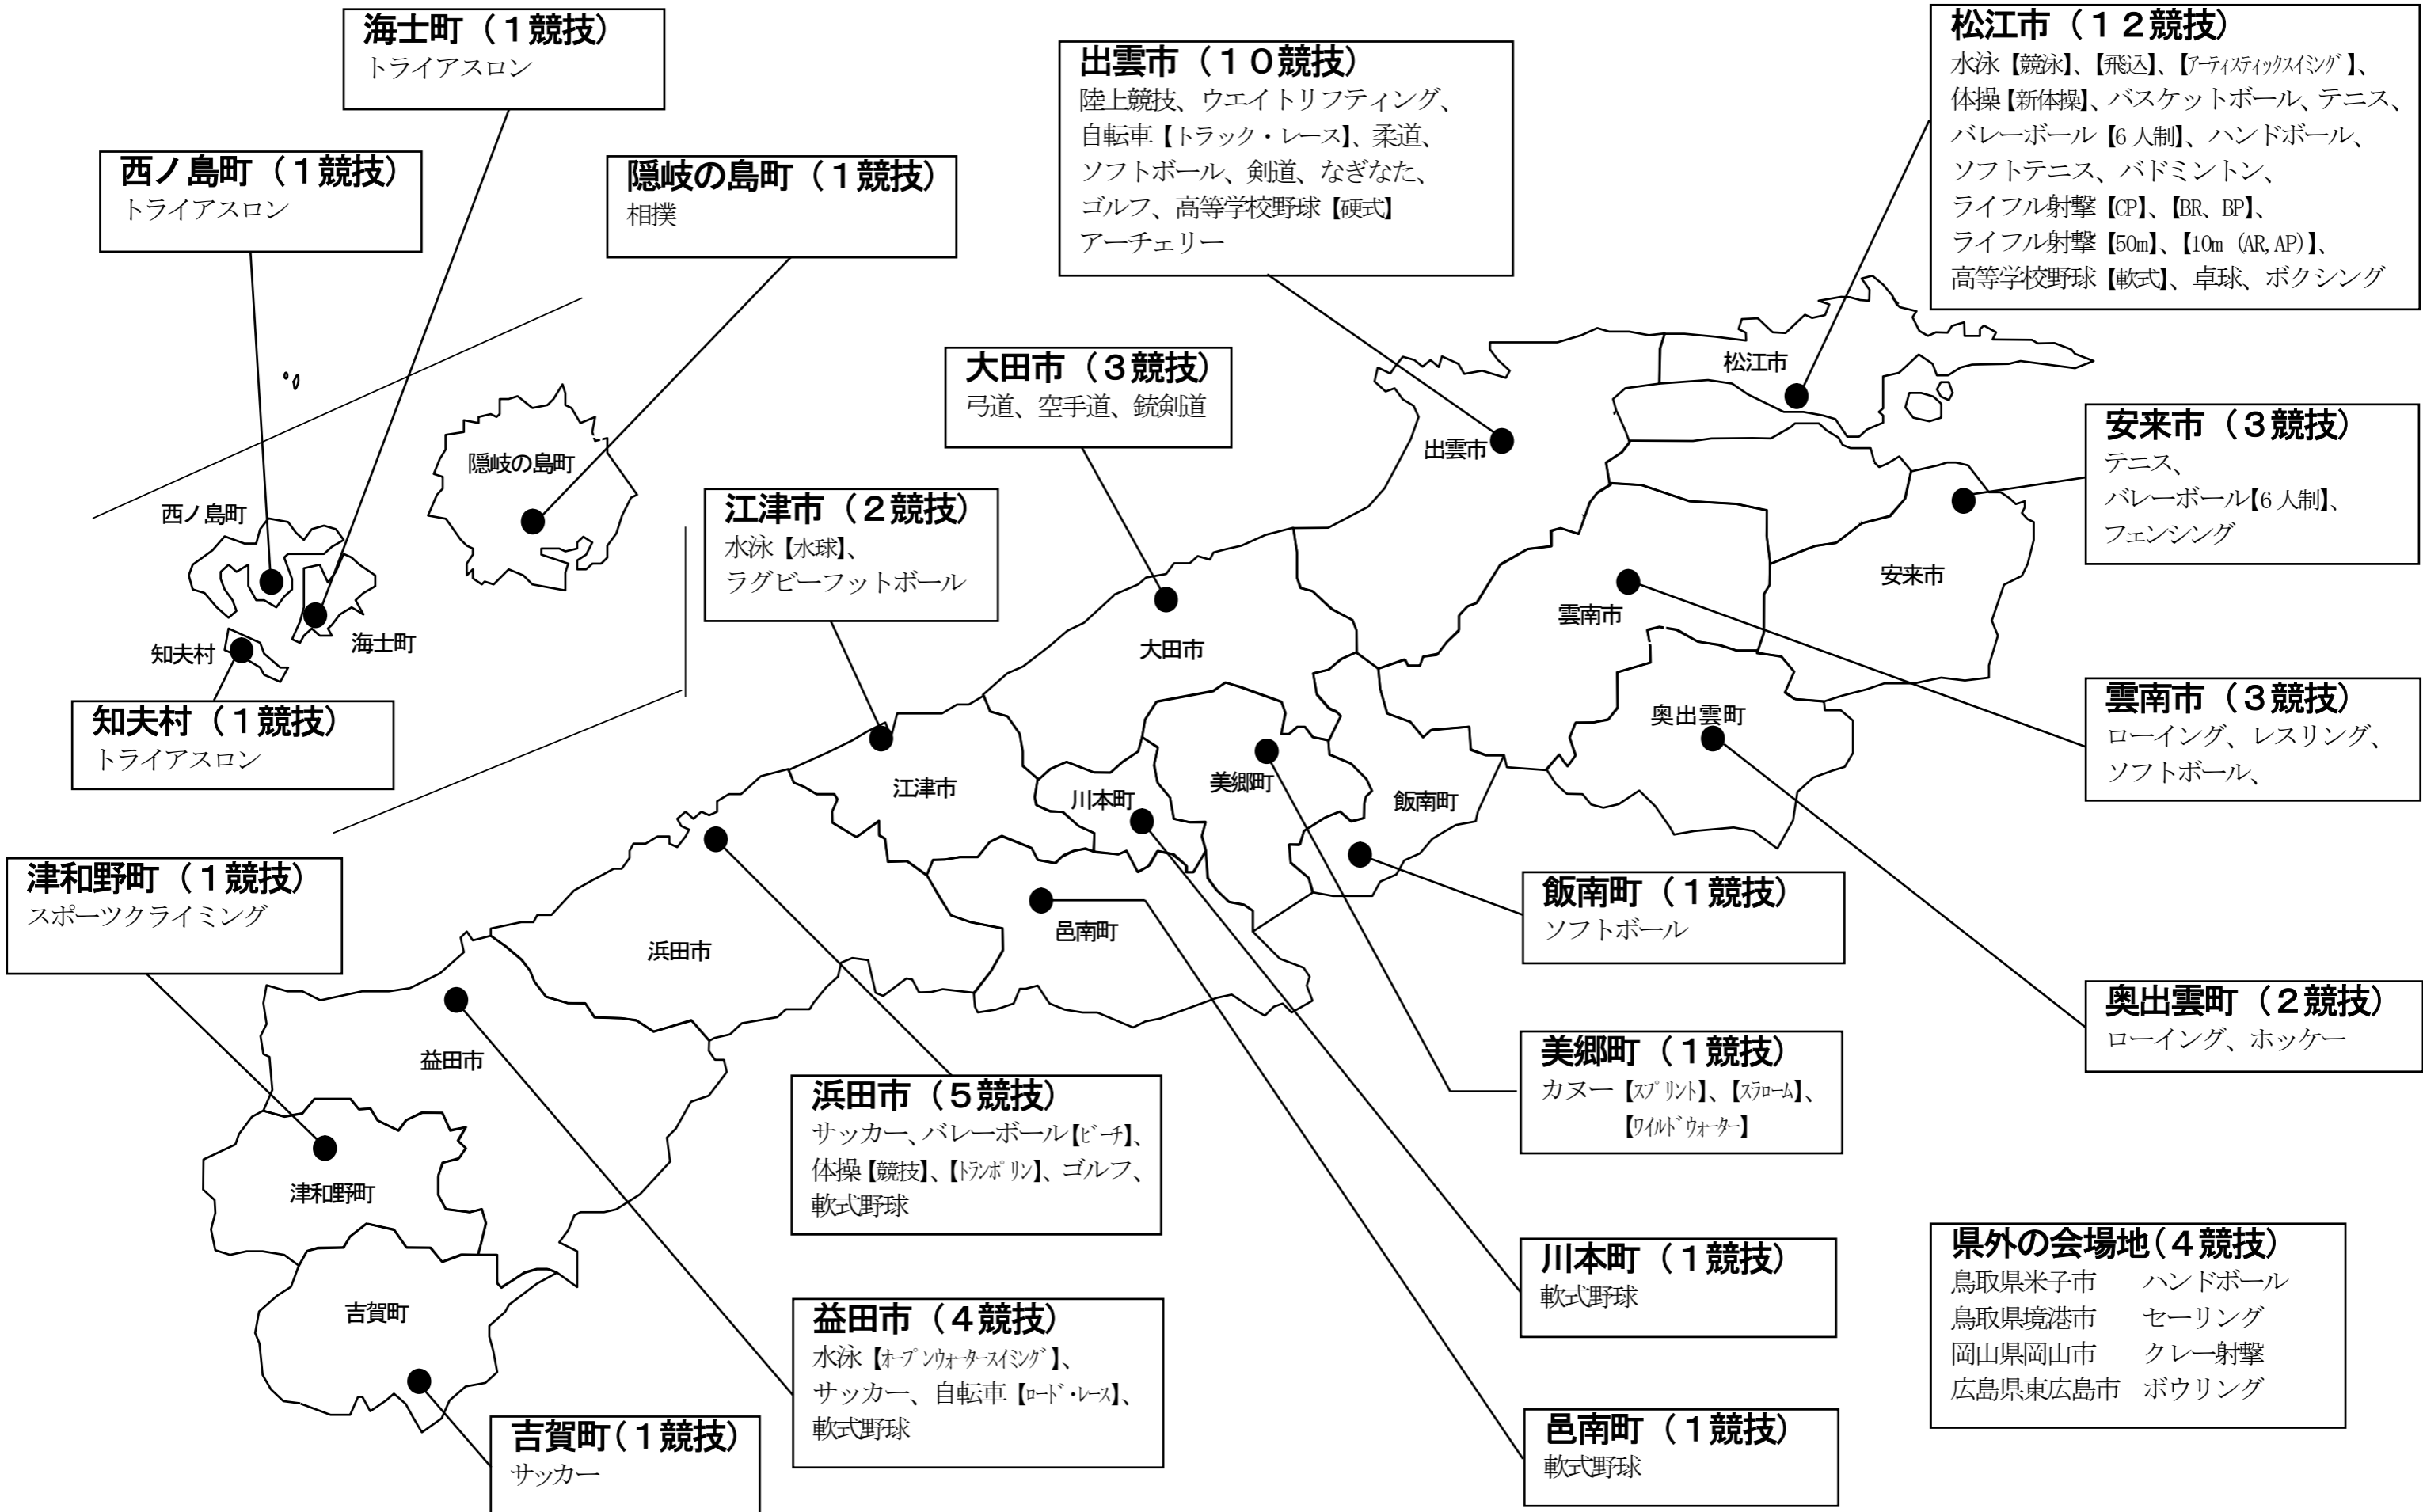 海士町（１競技）
トライアスロン
西ノ島町（１競技）
トライアスロン
隠岐の島町（１競技）
相撲
出雲市（１０競技）
陸上競技、ウエイトリフティング、
自転車【トラック・レース】、柔道、
ソフトボール、剣道、なぎなた、
ゴルフ、高等学校野球【硬式】
アーチェリー
松江市（１２競技）
水泳【競泳】、【飛込】、【アーティスティックスイミング】、
体操【新体操】、バスケットボール、テニス、
バレーボール【6人制】、ハンドボール、
ソフトテニス、バドミントン、
ライフル射撃【CP】、【BR、BP】、
ライフル射撃【50m】、【10m（AR,AP)】、
高等学校野球【軟式】、卓球、ボクシング
大田市（３競技）
弓道、空手道、銃剣道
安来市（３競技）
テニス、
バレーボール【6人制】、
フェンシング
江津市（２競技）
水泳【水球】、
ラグビーフットボール
松江市
出雲市
隠岐の島町
西ノ島町
海士町
知夫村
安来市
雲南市
大田市
奥出雲町
江津市
川本町
美郷町
飯南町
浜田市
邑南町
益田市
津和野町
吉賀町
知夫村（１競技）
トライアスロン
雲南市（３競技）
ローイング、レスリング、
ソフトボール、
津和野町（１競技）
スポーツクライミング
飯南町（１競技）
ソフトボール
奥出雲町（２競技）
ローイング、ホッケー
美郷町（１競技）
カヌー【スプリント】、【スラローム】、
【ワイルドウォーター】
浜田市（５競技）
サッカー、バレーボール【ビーチ】、
体操【競技】、【トランポリン】、ゴルフ、
軟式野球
川本町（１競技）
軟式野球
県外の会場地（４競技）
鳥取県米子市　ハンドボール
鳥取県境港市　セーリング
岡山県岡山市　クレー射撃
広島県東広島市　ボウリング
益田市（４競技）
水泳【オープンウォータースイミング】、
サッカー、自転車【ロード・レース】、
軟式野球
吉賀町（１競技）
サッカー
邑南町（１競技）
軟式野球